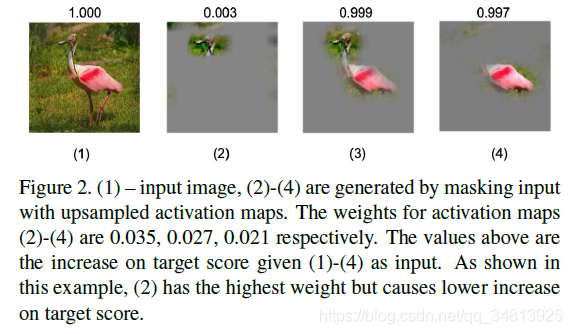 1.000 0.003 0.999 0.997
(1) (2) (3) (4)
Figure 2. (1) – input image, (2)-(4) are generated by masking input
with upsampled activation maps. The weights for activation maps
(2)-(4) are 0.035, 0.027, 0.021 respectively. The values above are
the increase on target score given (1)-(4) as input. As shown in
this example, (2) has the highest weight but causes lower increase
on target score.
https://blog.csdn.net/qq_34813925